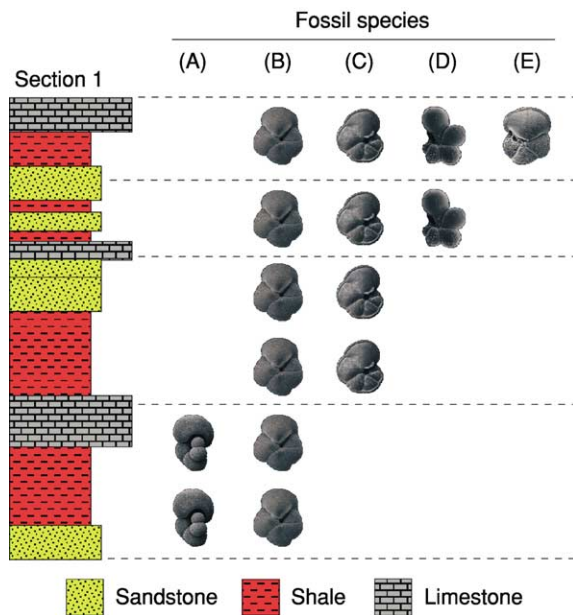 Fossil species
(A) (B) (C) (D) (E)
Section 1
Sandstone Shale Limestone